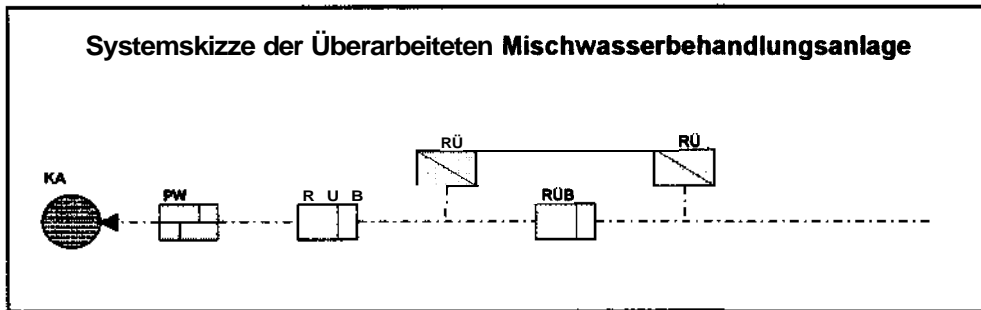 Systemskizze der Überarbeiteten Mischwasserbehandlungsanlage
RÜ
RÜ
KA
PW
R U B
RÜB